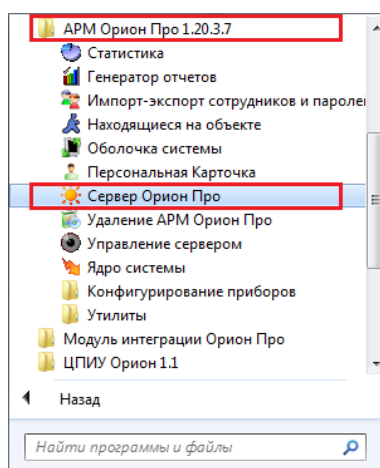 АРМ Орион Про 1.20.3.7
Статистика
Генератор отчетов
Импорт-экспорт сотрудников и пароле
Находящиеся на объекте
Оболочка системы
Персональная Карточка
Сервер Орион Про
Удаление АРМ Орион Про
Управление сервером
Ядро системы
Конфигурирование приборов
Утилиты
Модуль интеграции Орион Про
ЦПИУ Орион 1.1
Назад
Найти программы и файлы